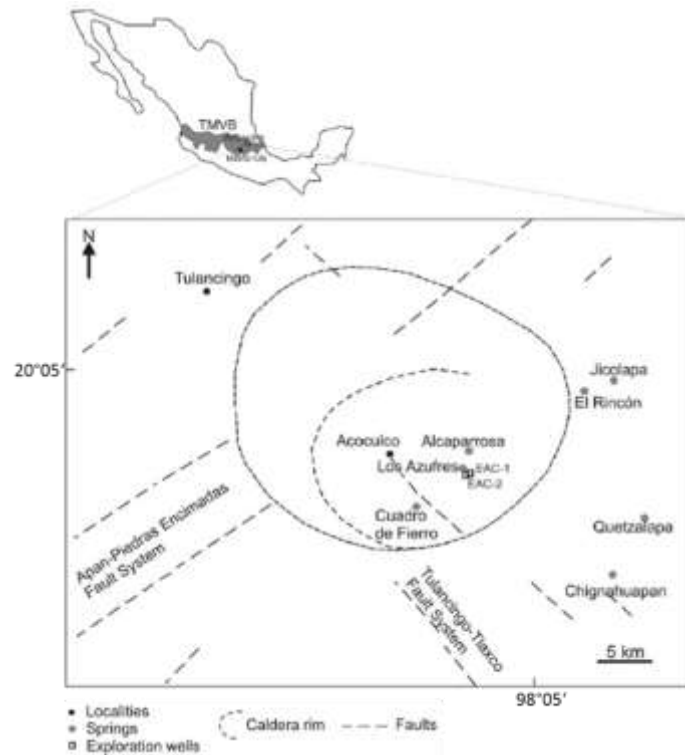 TMVB
N
Tulancingo
20°05'
Jicolapa
El Rincón
Acoculco
Alcaparrosa
Los Azufres
EAC-1
EAC-2
Cuadro
de Fierro
Quetzalapa
Apan-Piedras Encimadas
Fault System
Tulancingo-Tlaxco
Fault System
Chignahuapan
5 km
98°05'
Localities
Springs
Exploration wells
Caldera rim
Faults